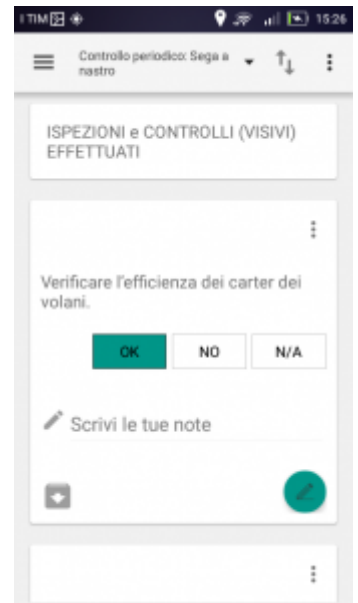 I TIM 15:26
Controllo periodico: Sega a
nastro
ISPEZIONI e CONTROLLI (VISIVI)
EFFETTUATI
Verificare l'efficienza dei carter dei
volani.
OK NO N/A
Scrivi le tue note